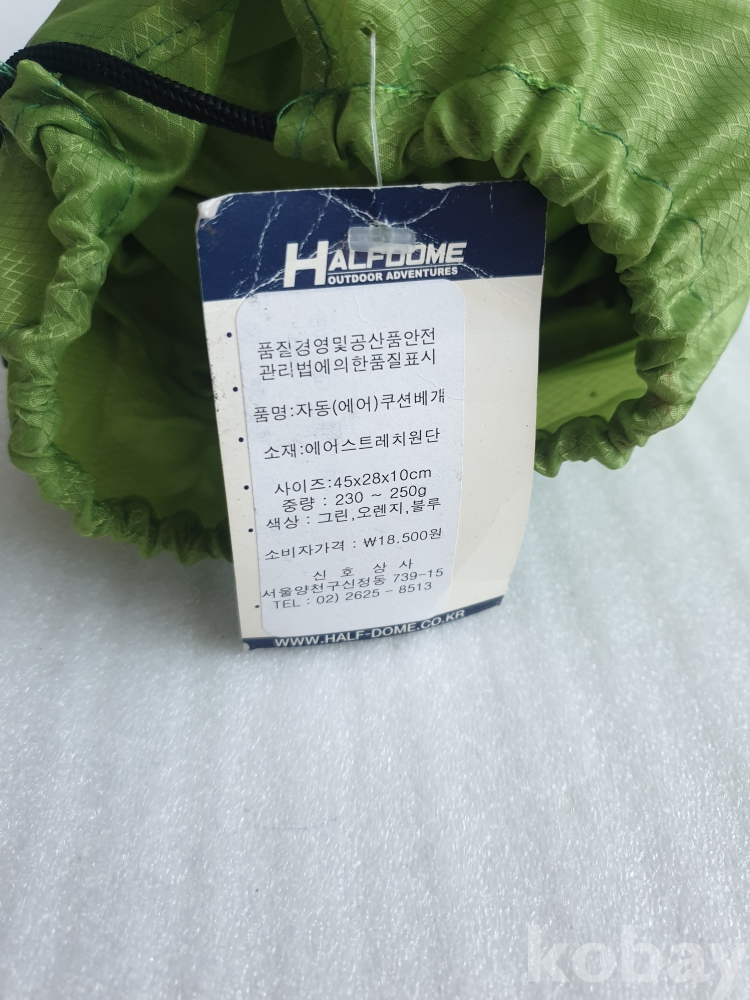 HALFDOME
OUTDOOR ADVENTURES
품질경영및공산품안전
관리법에의한품질표시
품명:자동(에어)쿠션베개
소재:에어스트레치원단
사이즈:45x28x10cm
중량 : 230 ~ 250g
색상 : 그린,오렌지,블루
소비자가격 : ₩18.500원
신 호 상 사
서울양천구신정동 739-15
TEL : 02) 2625 - 8513
WWW.HALF-DOME.CO.KR
kobay